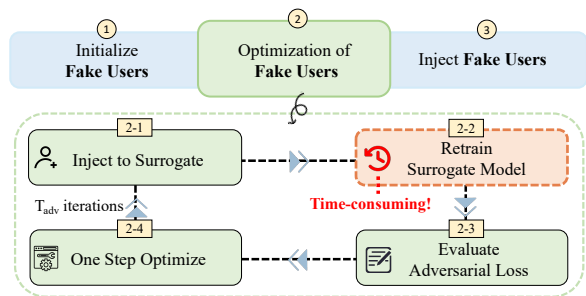 1
Initialize
Fake Users
2
Optimization of
Fake Users
3
Inject Fake Users
2-1
Inject to Surrogate
2-2
Retrain
Surrogate Model
Time-consuming!
T_adv iterations
2-4
One Step Optimize
2-3
Evaluate
Adversarial Loss